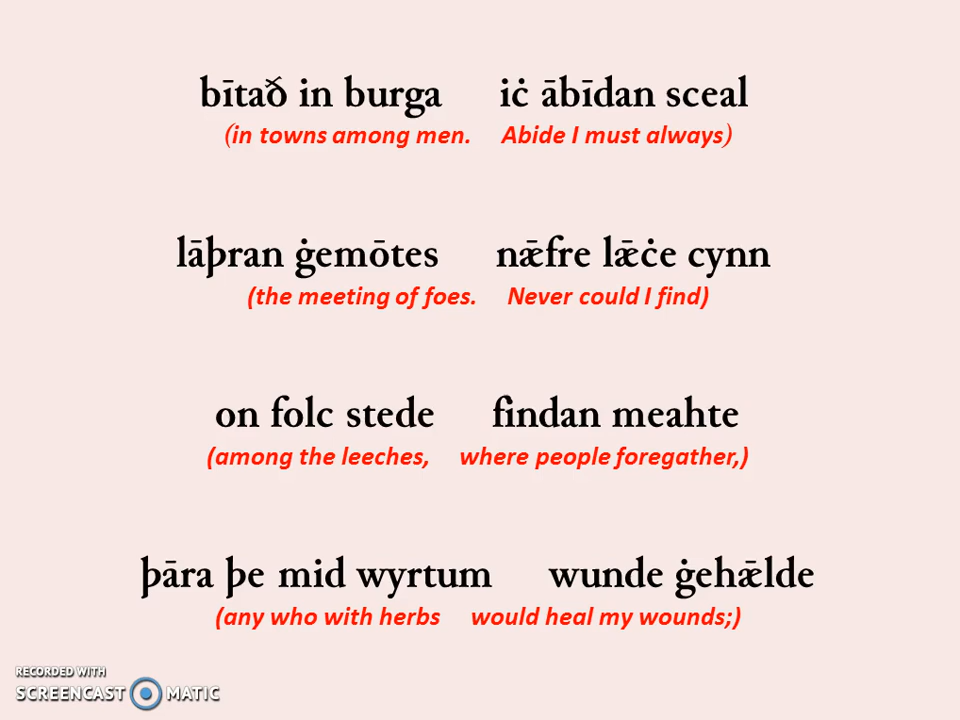 bītað in burga iċ ābīdan sceal
(in towns among men. Abide I must always)
lāþran ġemōtes nǣfre lǣċe cynn
(the meeting of foes. Never could I find)
on folc stede findan meahte
(among the leeches, where people foregather,)
þāra þe mid wyrtum wunde ġehǣlde
(any who with herbs would heal my wounds;)
RECORDED WITH
SCREENCAST MATIC